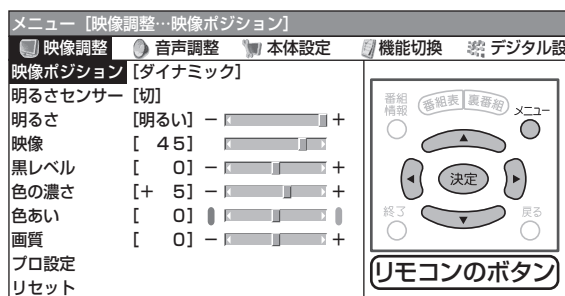 メニュー [映像調整…映像ポジション]
映像調整 音声調整 本体設定 機能切換 デジタル設
映像ポジション [ダイナミック]
明るさセンサー [切]
明るさ [明るい] − +
映像 [ 45]
黒レベル [ 0] − +
色の濃さ [+ 5] − +
色あい [ 0]
画質 [ 0] − +
プロ設定
リセット
番組情報 番組表 裏番組 メニュー
決定
終了 戻る
リモコンのボタン